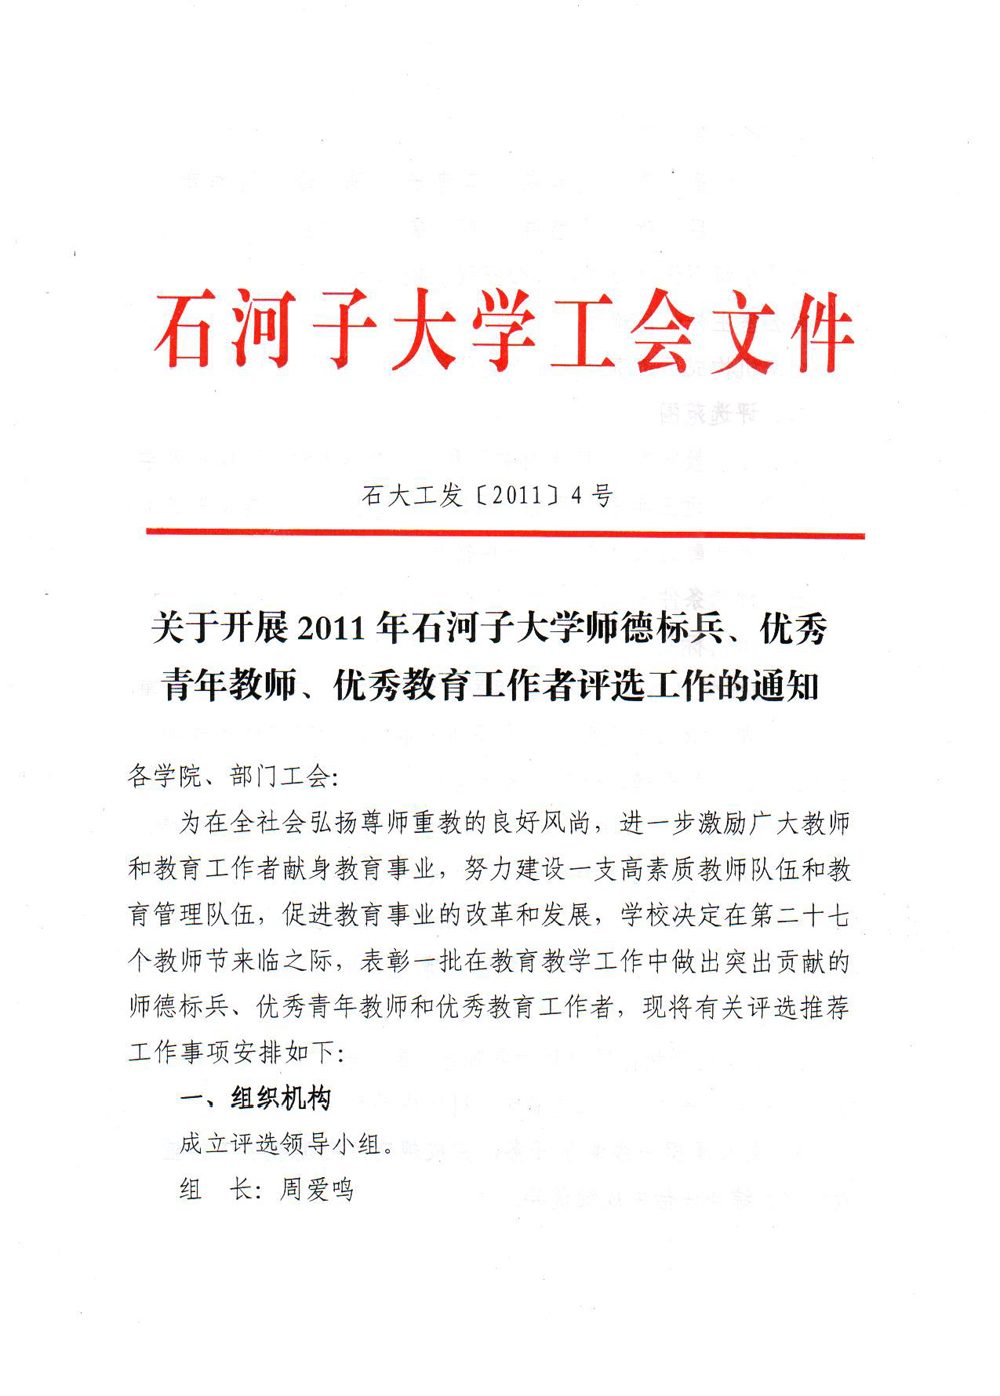 石河子大学工会文件
石大工发〔2011〕4号
关于开展2011年石河子大学师德标兵、优秀
青年教师、优秀教育工作者评选工作的通知
各学院、部门工会：
为在全社会弘扬尊师重教的良好风尚，进一步激励广大教师
和教育工作者献身教育事业，努力建设一支高素质教师队伍和教
育管理队伍，促进教育事业的改革和发展，学校决定在第二十七
个教师节来临之际，表彰一批在教育教学工作中做出突出贡献的
师德标兵、优秀青年教师和优秀教育工作者，现将有关评选推荐
工作事项安排如下：
一、组织机构
成立评选领导小组。
组　长：周爱鸣